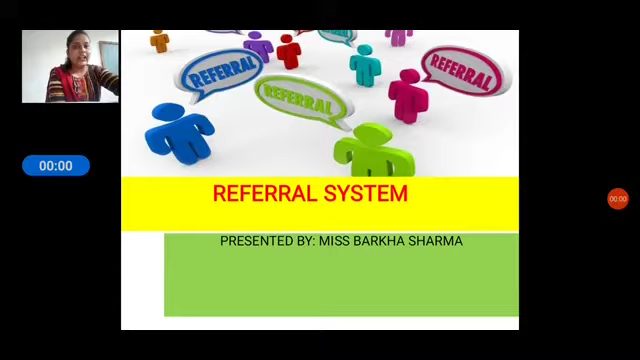 REFERRAL
REFERRAL
REFERRAL
00:00
REFERRAL SYSTEM
00:00
PRESENTED BY: MISS BARKHA SHARMA